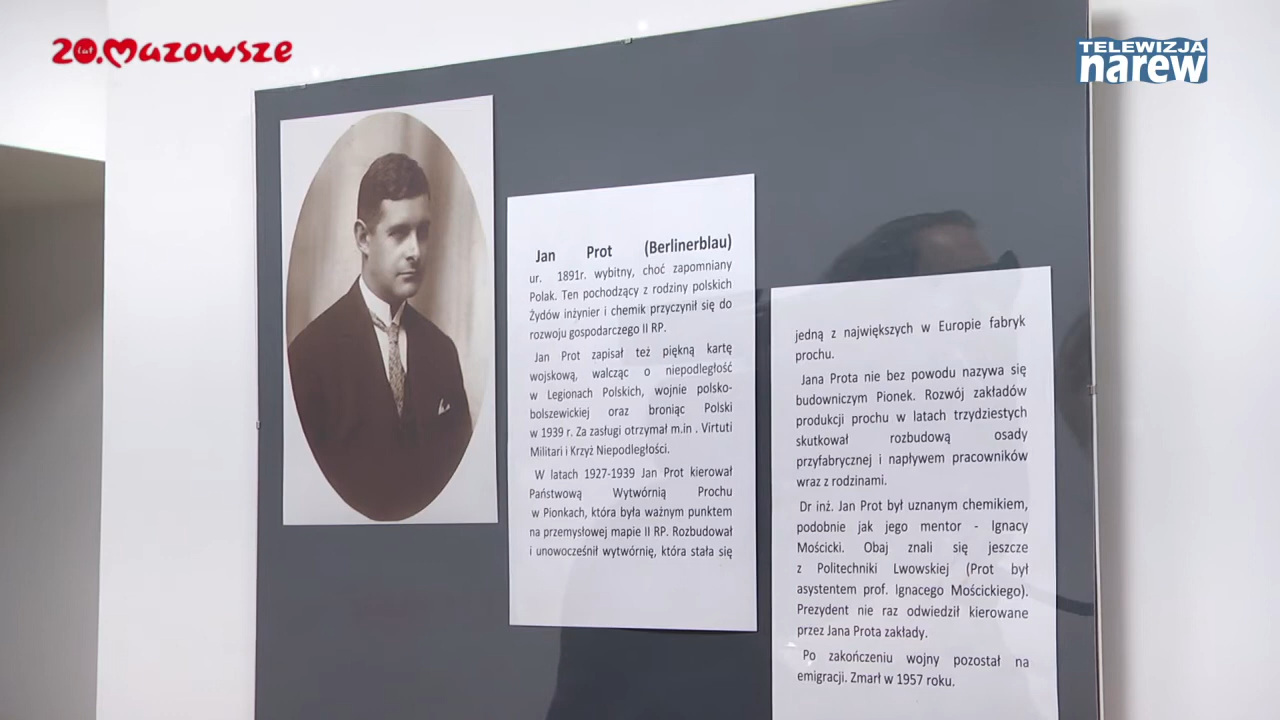 20.lat Mazowsze
TELEWIZJA
narew
Jan Prot (Berlinerblau)
ur. 1891r. wybitny, choć zapomniany
Polak. Ten pochodzący z rodziny polskich
Żydów inżynier i chemik przyczynił się do
rozwoju gospodarczego II RP.
Jan Prot zapisał też piękną kartę
wojskową, walcząc o niepodległość
w Legionach Polskich, wojnie polsko-
bolszewickiej oraz broniąc Polski
w 1939 r. Za zasługi otrzymał m.in . Virtuti
Militari i Krzyż Niepodległości.
W latach 1927-1939 Jan Prot kierował
Państwową Wytwórnią Prochu
w Pionkach, która była ważnym punktem
na przemysłowej mapie II RP. Rozbudował
i unowocześnił wytwórnię, która stała się
jedną z największych w Europie fabryk
prochu.
Jana Prota nie bez powodu nazywa się
budowniczym Pionek. Rozwój zakładów
produkcji prochu w latach trzydziestych
skutkował rozbudową osady
przyfabrycznej i napływem pracowników
wraz z rodzinami.
Dr inż. Jan Prot był uznanym chemikiem,
podobnie jak jego mentor - Ignacy
Mościcki. Obaj znali się jeszcze
z Politechniki Lwowskiej (Prot był
asystentem prof. Ignacego Mościckiego).
Prezydent nie raz odwiedził kierowane
przez Jana Prota zakłady.
Po zakończeniu wojny pozostał na
emigracji. Zmarł w 1957 roku.